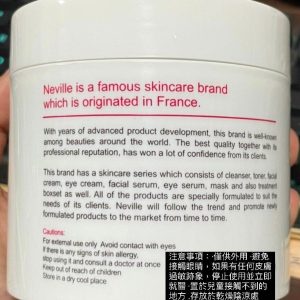 Neville is a famous skincare brand
which is originated in France.
With years of advanced product development, this brand is well-known
among beauties around the world. The best quality together with its
professional reputation, has won a lot of confidence from its clients.
This brand has a skincare series which consists of cleanser, toner, facial
cream, eye cream, facial serum, eye serum, mask and also treatment
boxset as well. All of the products are specially formulated to suit the
needs of its clients. Neville will follow the trend and promote newly
formulated products to the market from time to time.
Cautions:
For external use only. Avoid contact with eyes
If there is any signs of skin allergy,
stop using it and consult a doctor at once
Keep out of reach of children
Store in a dry cool place
注意事項：·僅供外用 ·避免
接觸眼睛，如果有任何皮膚
過敏跡象，停止使用並立即
就醫·置於兒童接觸不到的
地方 ,存放於乾燥陰涼處